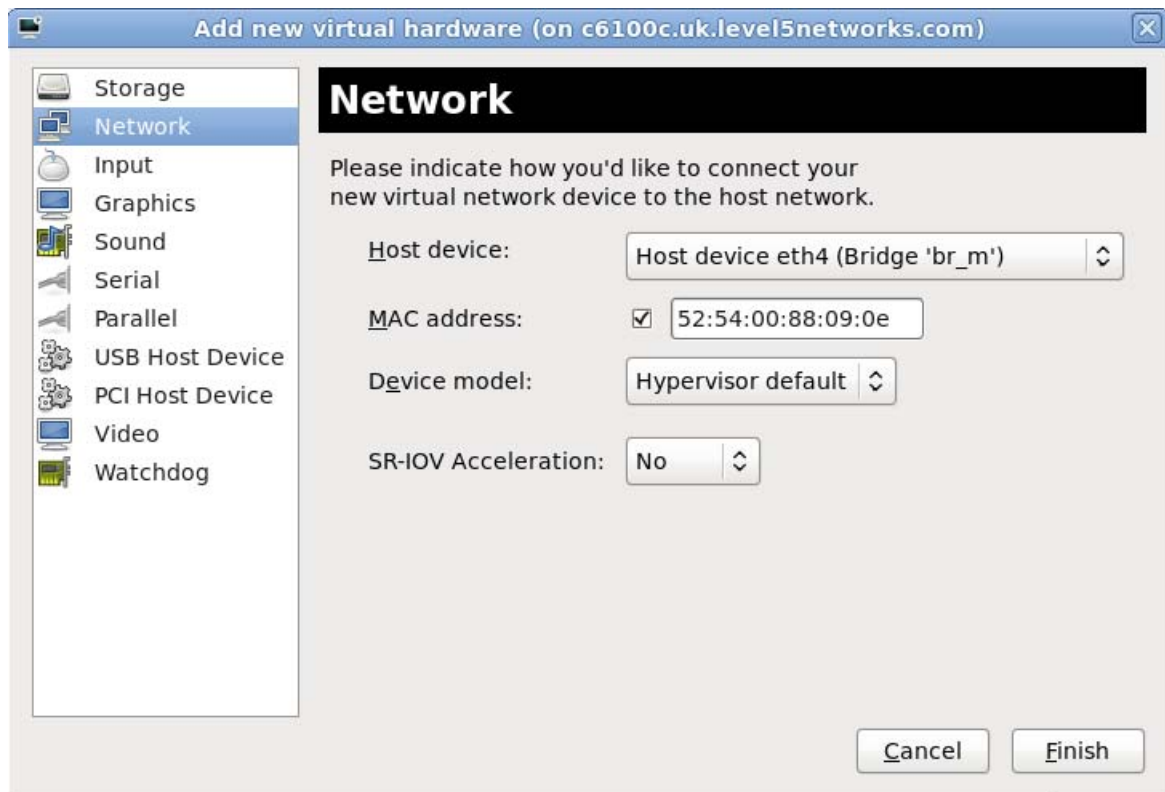 Add new virtual hardware (on c6100c.uk.level5networks.com)
Storage
Network
Input
Graphics
Sound
Serial
Parallel
USB Host Device
PCI Host Device
Video
Watchdog
Network
Please indicate how you'd like to connect your
new virtual network device to the host network.
Host device: Host device eth4 (Bridge 'br_m')
MAC address: 52:54:00:88:09:0e
Device model: Hypervisor default
SR-IOV Acceleration: No
Cancel Finish